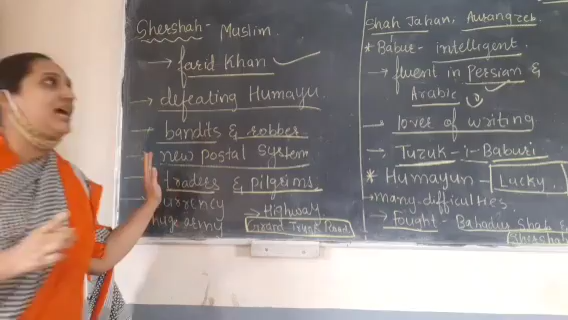 Shershah - Muslim.
→ farid Khan
→ defeating Humayu
→ bandits & robber
→ new postal system
→ traders & pilgrims
→ Highway
huge army
Grand Trunk Road
Shah Jahan, Aurangzeb
* Babur - intelligent.
→ fluent in Persian &
Arabic
→ lover of writing
→ Tuzuk-i-Baburi
* Humayun - Lucky.
→ many difficulties.
→ fought - Bahadur Shah &
Shershah